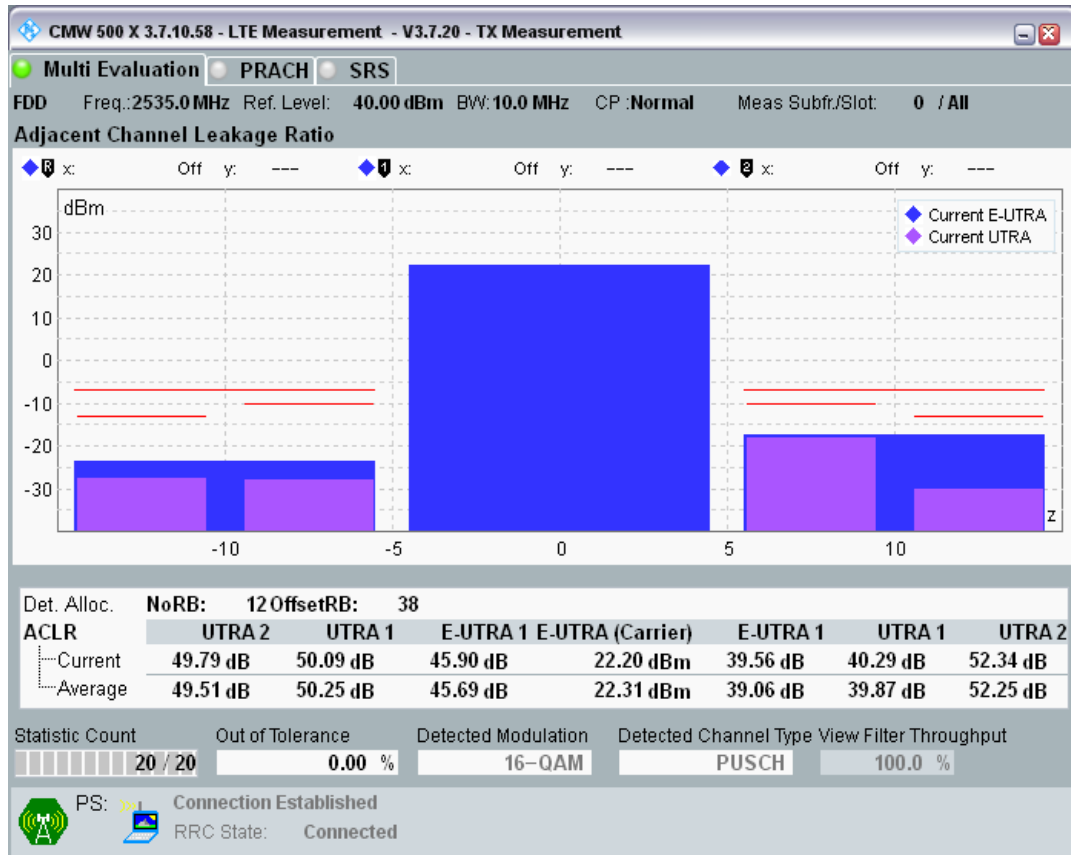 CMW 500 X 3.7.10.58 - LTE Measurement - V3.7.20 - TX Measurement
Multi Evaluation PRACH SRS
FDD Freq.:2535.0 MHz Ref. Level: 40.00 dBm BW:10.0 MHz CP :Normal Meas Subfr./Slot: 0 / All
Adjacent Channel Leakage Ratio
R x: Off y: --- 1 x: Off y: --- 2 x: Off y: ---
dBm
Current E-UTRA
Current UTRA
30
20
10
0
-10
-20
-30
z
-10 -5 0 5 10
Det. Alloc. NoRB: 12 OffsetRB: 38
ACLR UTRA 2 UTRA 1 E-UTRA 1 E-UTRA (Carrier) E-UTRA 1 UTRA 1 UTRA 2
Current 49.79 dB 50.09 dB 45.90 dB 22.20 dBm 39.56 dB 40.29 dB 52.34 dB
Average 49.51 dB 50.25 dB 45.69 dB 22.31 dBm 39.06 dB 39.87 dB 52.25 dB
Statistic Count Out of Tolerance Detected Modulation Detected Channel Type View Filter Throughput
20 / 20 0.00 % 16-QAM PUSCH 100.0 %
PS: Connection Established
RRC State: Connected